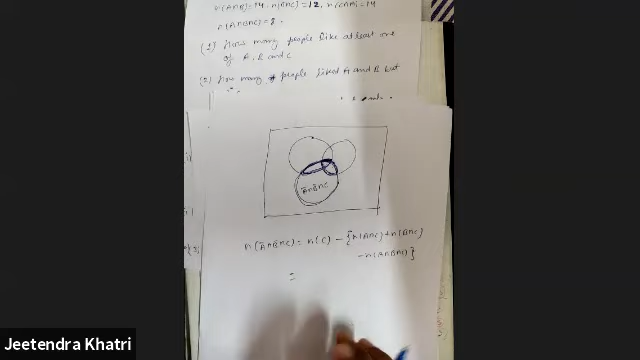 n(A∩B) = 14, n(B∩C) = 12, n(C∩A) = 14
n(A∩B∩C) = 8.
(1) How many people like at least one
of A, B and C
(2) How many people liked A and B but
A̅∩B̅∩C
n(A̅∩B̅∩C) = n(C) - {n(A∩C) + n(B∩C)
- n(A∩B∩C)}
=
Jeetendra Khatri